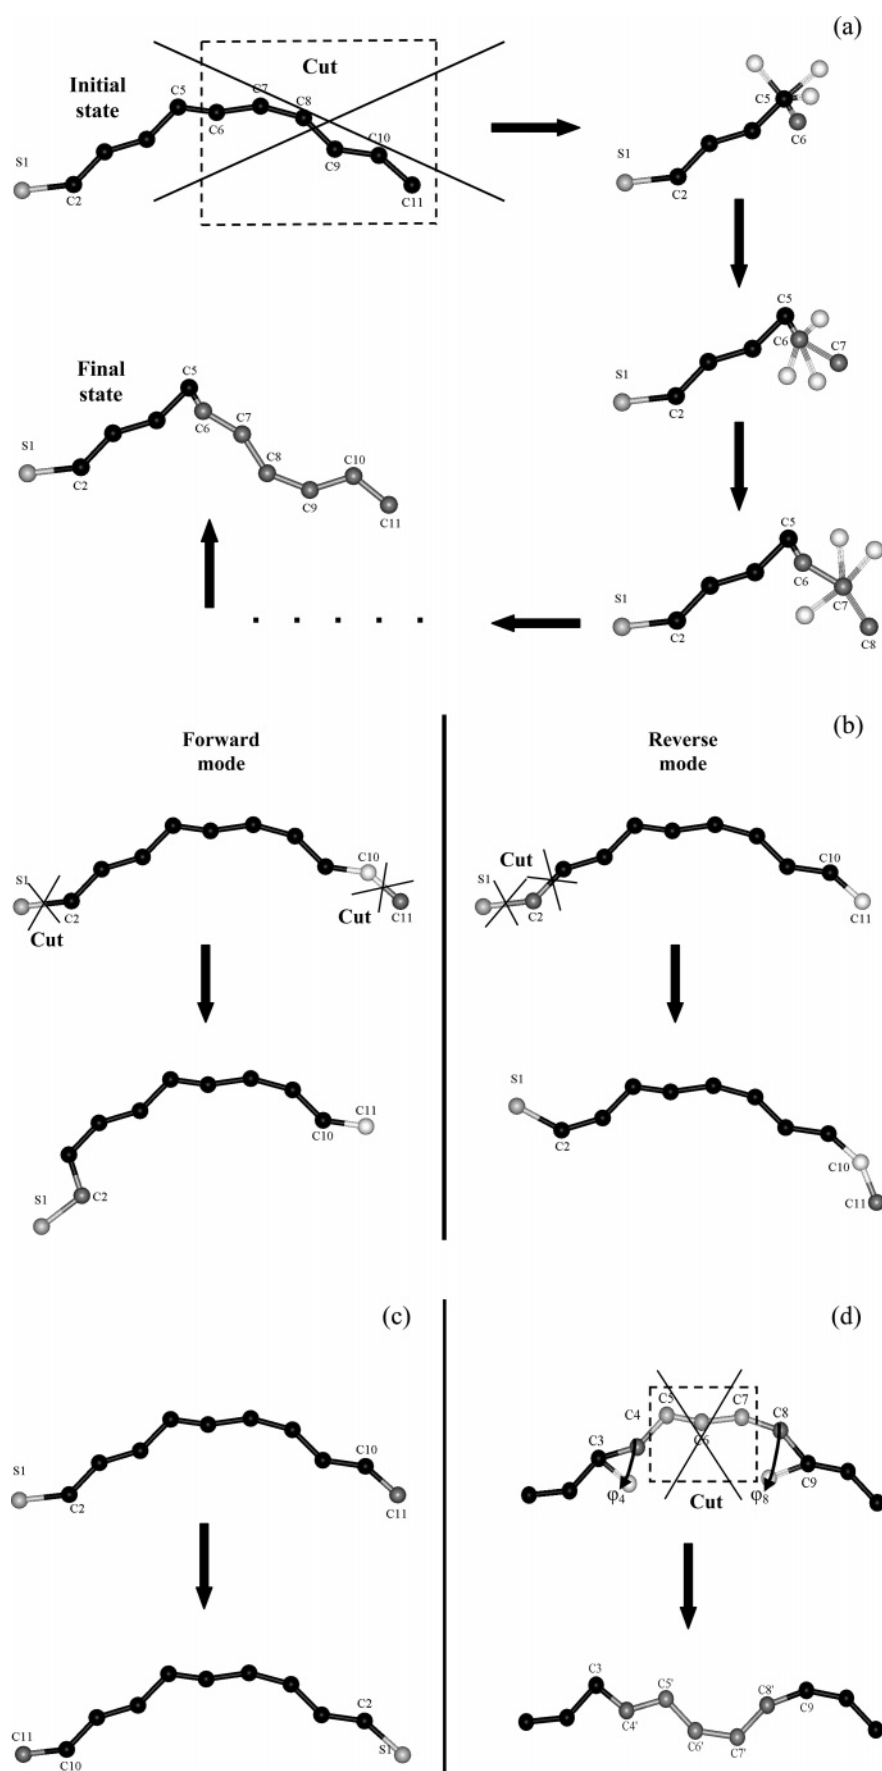 (a)
Cut
Initial
state
C5
C6
C7
C8
C9
C10
C11
S1
C2
C5
C6
S1
C2
C5
C6
C7
S1
C2
Final
state
C5
C6
C7
C8
C9
C10
C11
S1
C2
C5
C6
C7
C8
S1
C2
. . . . .
(b)
Forward
mode
Reverse
mode
S1
C2
Cut
C10
Cut
C11
Cut
S1
C2
C10
C11
S1
C2
C11
C10
S1
C2
C10
C11
(c)
(d)
S1
C2
C10
C11
C3
C4
C5
C6
C7
C8
C9
φ4
φ8
Cut
C11
C10
C2
S1
C3
C4'
C5'
C6'
C7'
C8'
C9